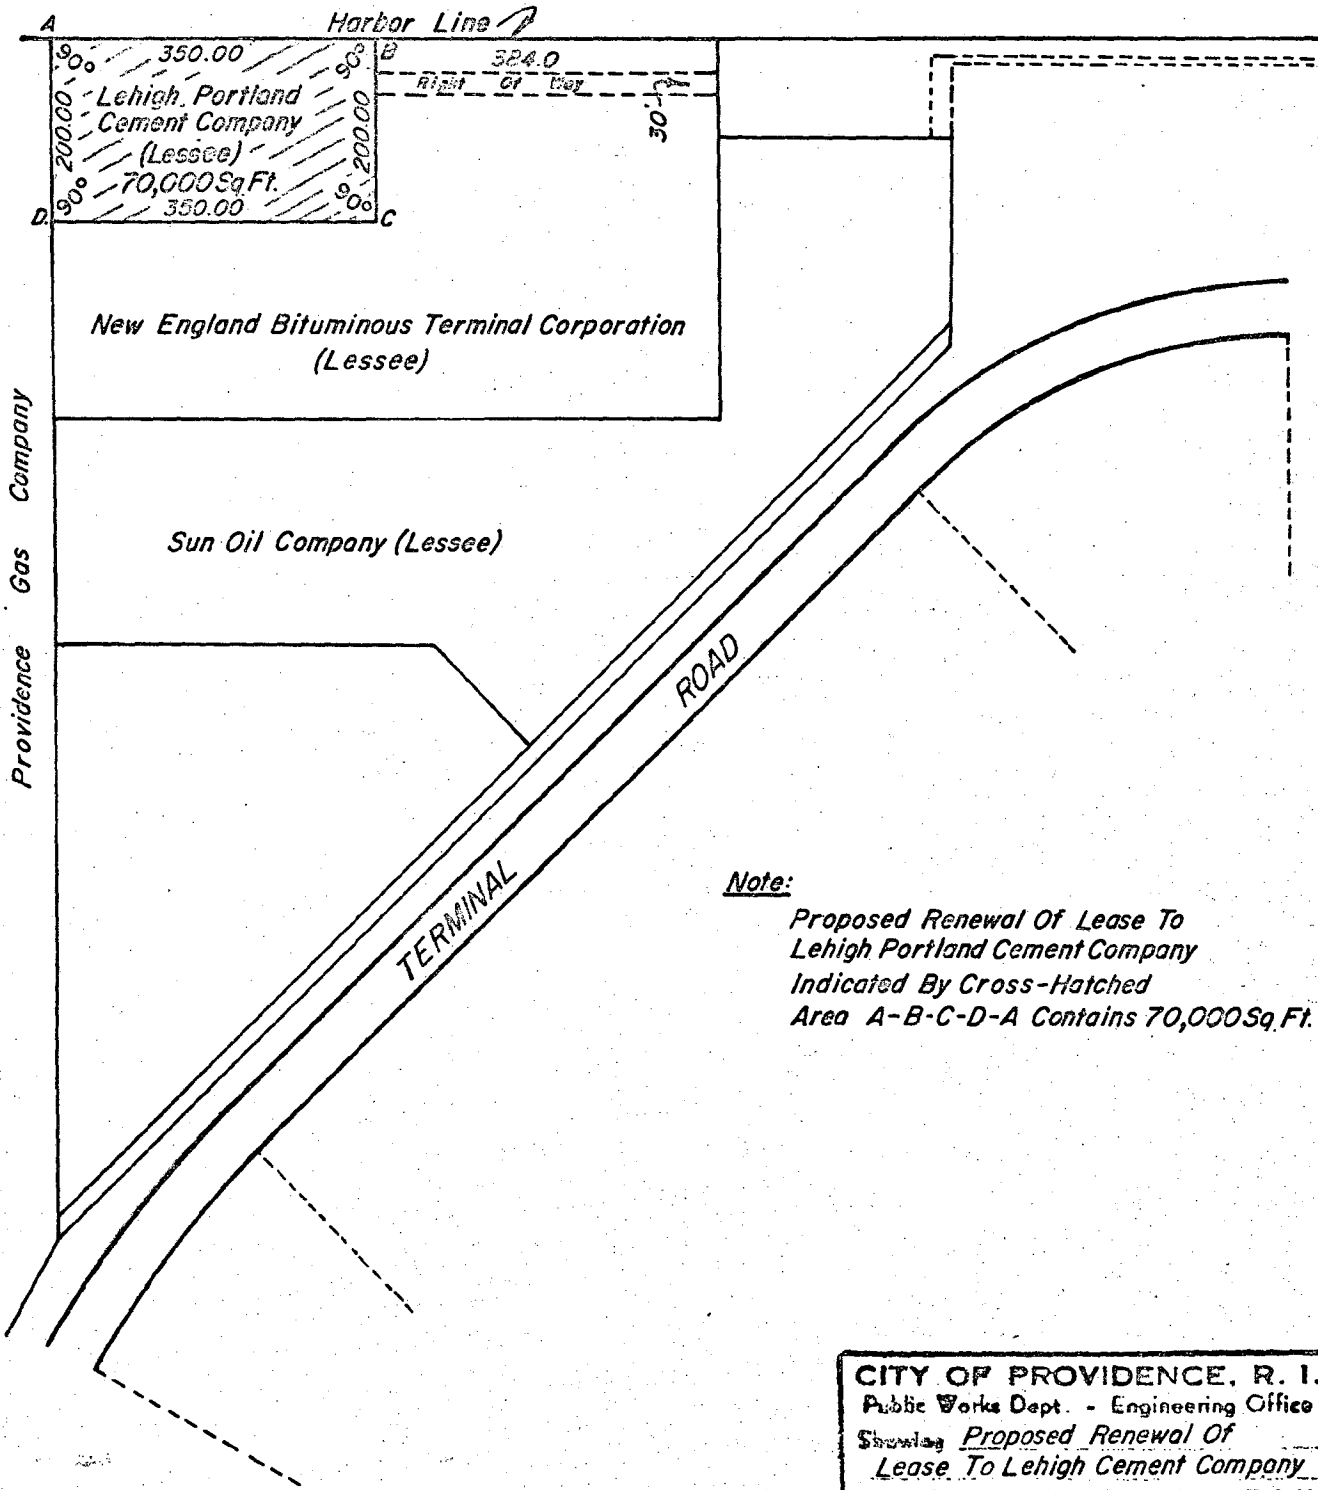 A
Harbor Line
90° 350.00 90° B
384.0
Right Of Way
30'
200.00
200.00
Lehigh Portland
Cement Company
(Lessee)
70,000 Sq. Ft.
90° 350.00 90°
D. C
New England Bituminous Terminal Corporation
(Lessee)
Providence Gas Company
Sun Oil Company (Lessee)
TERMINAL ROAD
Note:
Proposed Renewal Of Lease To
Lehigh Portland Cement Company
Indicated By Cross-Hatched
Area A-B-C-D-A Contains 70,000 Sq. Ft.
CITY OF PROVIDENCE, R. I.
Public Works Dept. - Engineering Office
Showing Proposed Renewal Of
Lease To Lehigh Cement Company